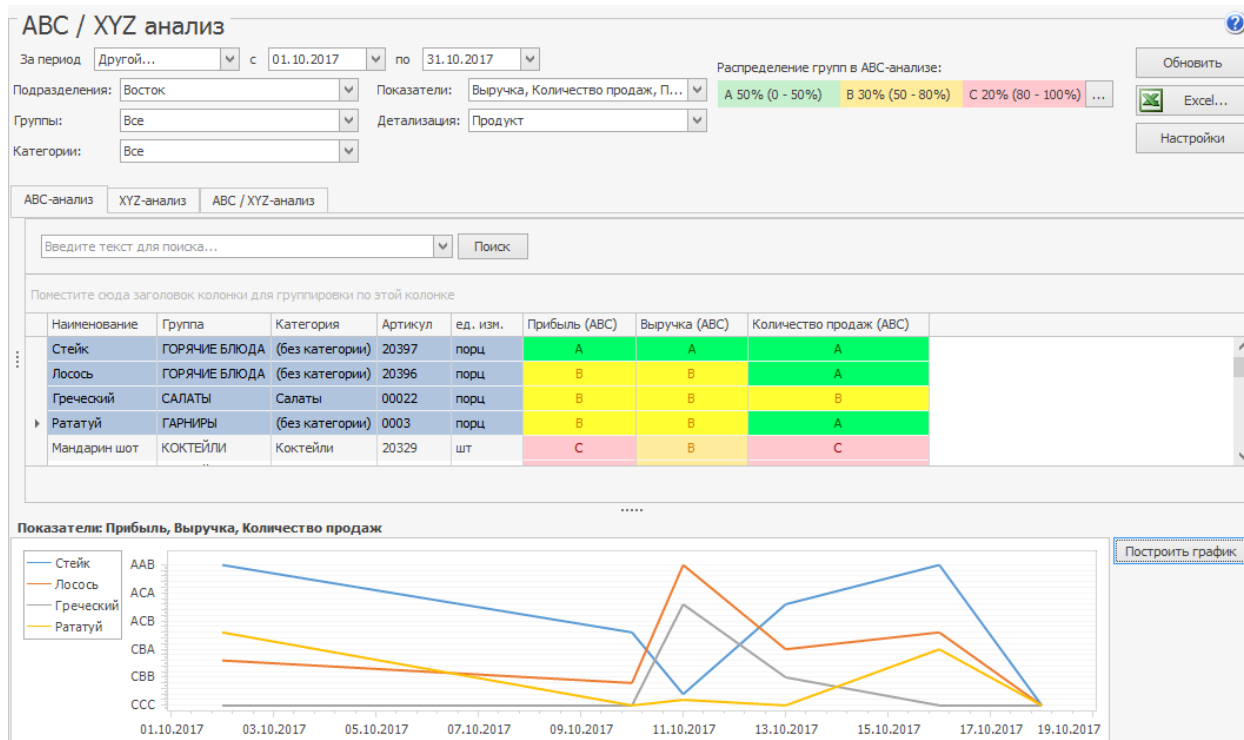 ABC / XYZ анализ
?
За период Другой... с 01.10.2017 по 31.10.2017
Распределение групп в ABC-анализе:
Обновить
Подразделения: Восток Показатели: Выручка, Количество продаж, П... A 50% (0 - 50%) B 30% (50 - 80%) C 20% (80 - 100%) ...
Excel...
Группы: Все Детализация: Продукт
Настройки
Категории: Все
ABC-анализ XYZ-анализ ABC / XYZ-анализ
Введите текст для поиска... Поиск
Поместите сюда заголовок колонки для группировки по этой колонке
Наименование Группа Категория Артикул ед. изм. Прибыль (ABC) Выручка (ABC) Количество продаж (ABC)
Стейк ГОРЯЧИЕ БЛЮДА (без категории) 20397 порц A A A
Лосось ГОРЯЧИЕ БЛЮДА (без категории) 20396 порц B B A
Греческий САЛАТЫ Салаты 00022 порц B B B
Рататуй ГАРНИРЫ (без категории) 0003 порц B B A
Мандарин шот КОКТЕЙЛИ Коктейли 20329 шт C B C
Показатели: Прибыль, Выручка, Количество продаж
Построить график
Стейк
Лосось
Греческий
Рататуй
AAB
ACA
ACB
CBA
CBB
CCC
01.10.2017 03.10.2017 05.10.2017 07.10.2017 09.10.2017 11.10.2017 13.10.2017 15.10.2017 17.10.2017 19.10.2017